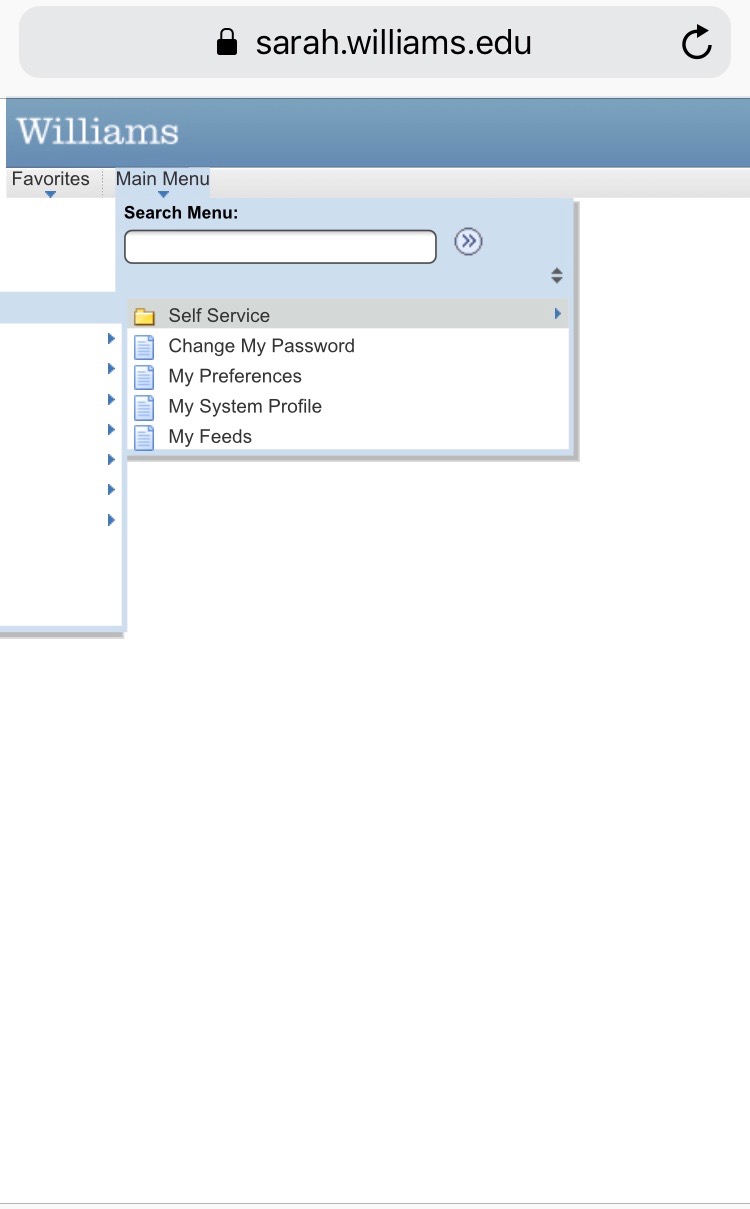 sarah.williams.edu
Williams
Favorites
Main Menu
Search Menu:
Self Service
Change My Password
My Preferences
My System Profile
My Feeds